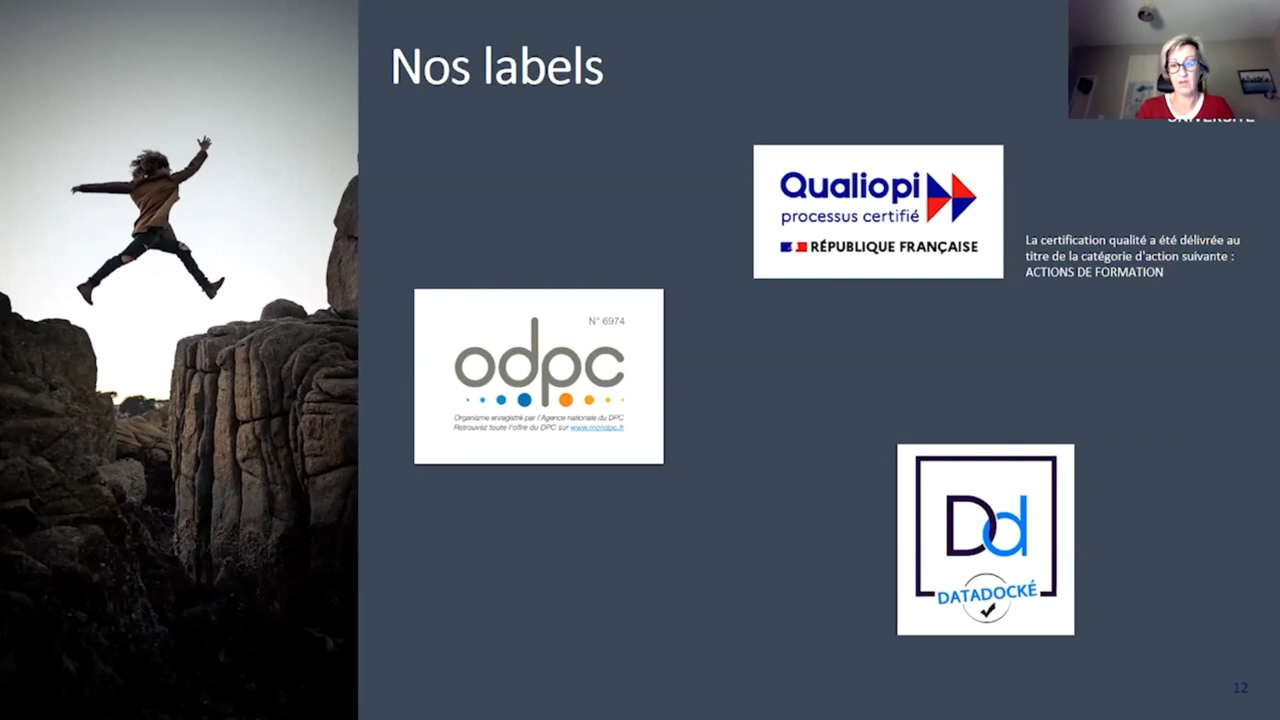 Nos labels
UNIVERSITÉ
Qualiopi
processus certifié
RÉPUBLIQUE FRANÇAISE
La certification qualité a été délivrée au
titre de la catégorie d'action suivante :
ACTIONS DE FORMATION
N° 6974
odpc
Organisme enregistré par l'Agence nationale du DPC
Retrouvez toute l'offre du DPC sur www.mondpc.fr
Dd
DATADOCKÉ
12